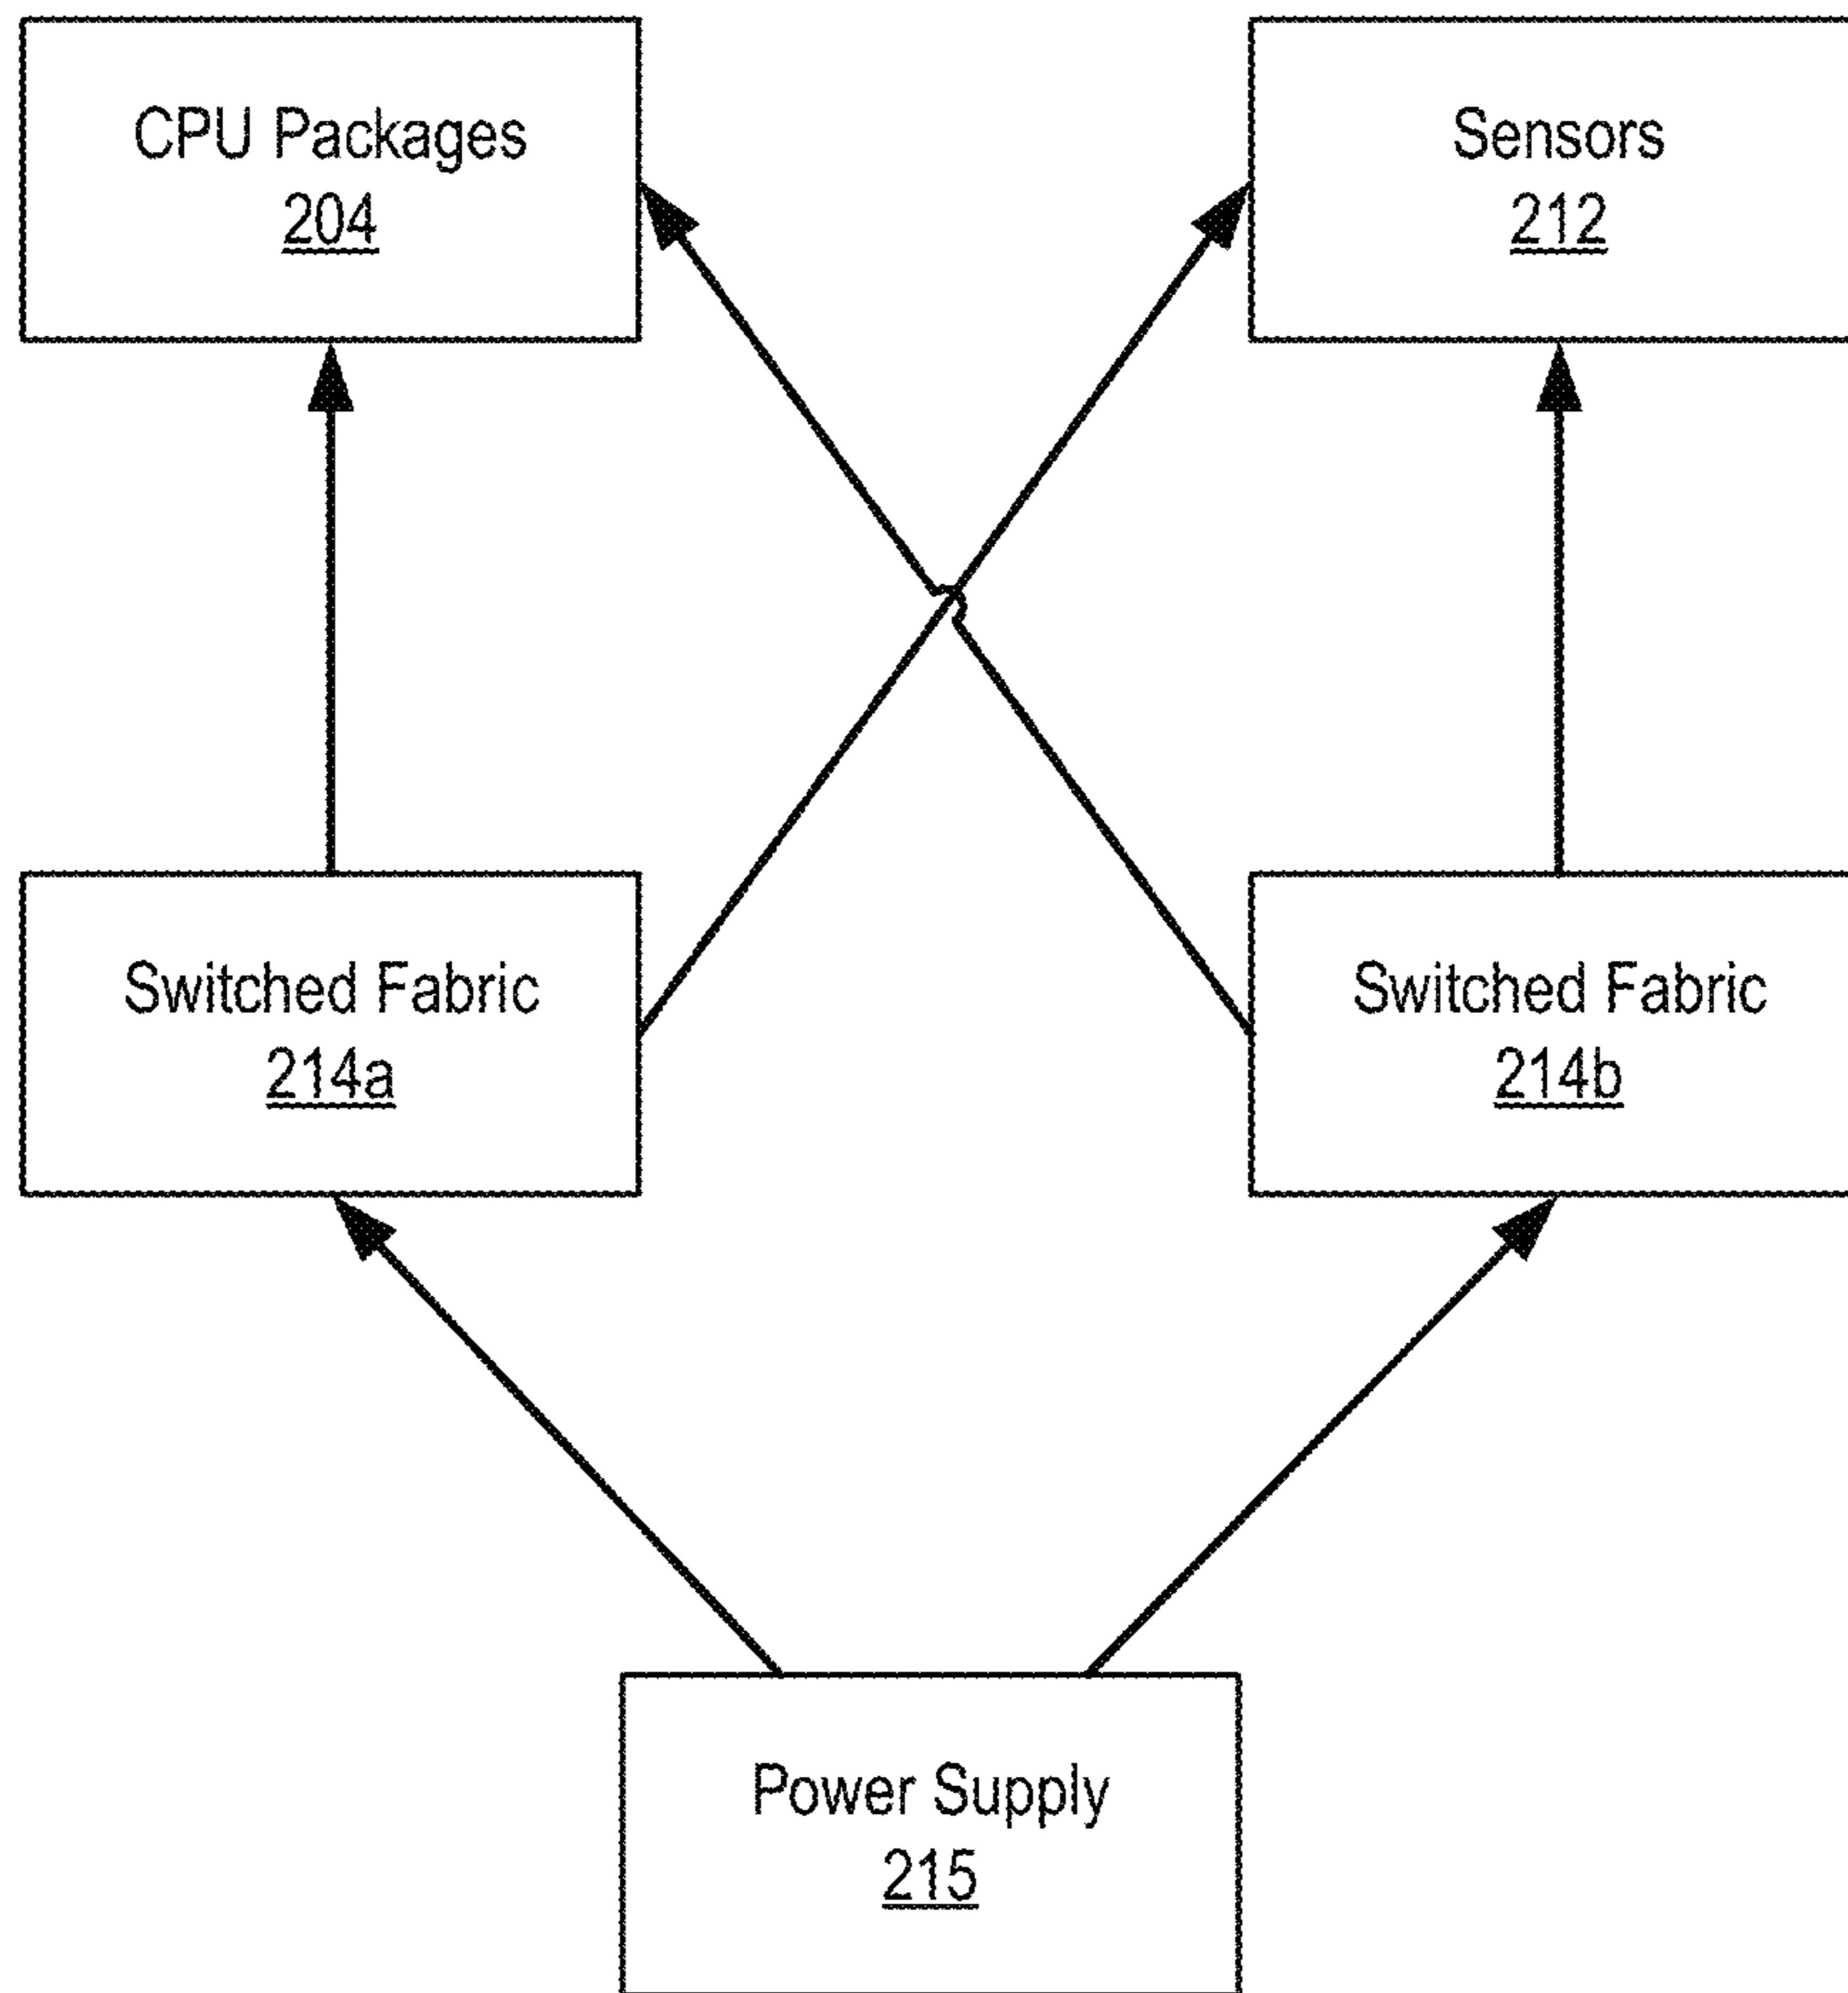 CPU Packages
204
Sensors
212
Switched Fabric
214a
Switched Fabric
214b
Power Supply
215